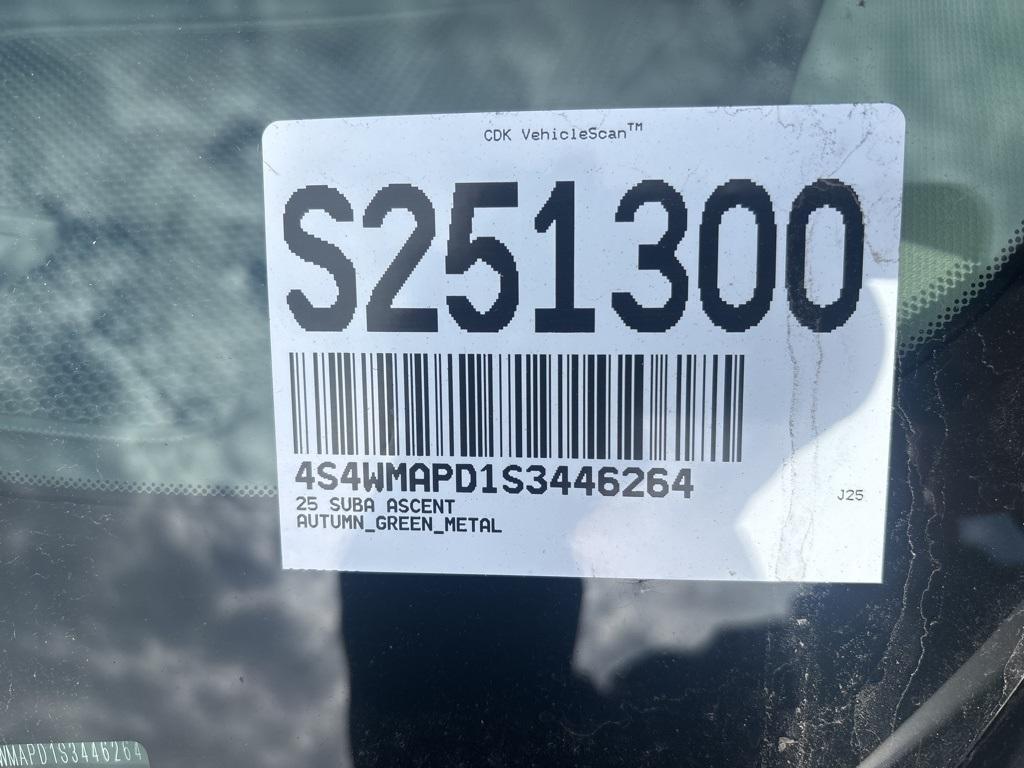 CDK VehicleScan™
S251300
4S4WMAPD1S3446264
25 SUBA ASCENT
AUTUMN_GREEN_METAL
J25
WMAPD1S3446264